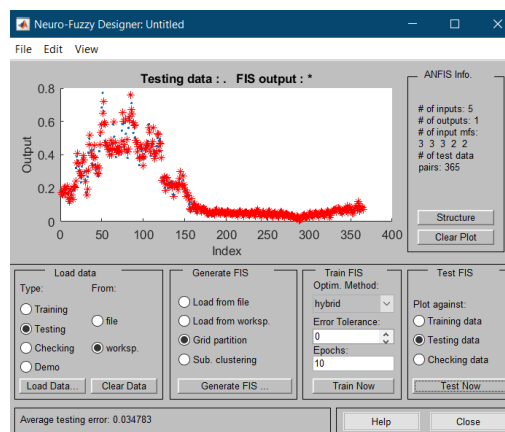 Neuro-Fuzzy Designer: Untitled
File Edit View
Testing data : . FIS output : *
Output
0.8
0.6
0.4
0.2
0
0 50 100 150 200 250 300 350 400
Index
ANFIS Info.
# of inputs: 5
# of outputs: 1
# of input mfs:
3 3 3 2 2
# of test data
pairs: 365
Structure
Clear Plot
Load data
Type: From:
Training
Testing
Checking
Demo
file
worksp.
Load Data... Clear Data
Generate FIS
Load from file
Load from worksp.
Grid partition
Sub. clustering
Generate FIS ...
Train FIS
Optim. Method:
hybrid
Error Tolerance:
0
Epochs:
10
Train Now
Test FIS
Plot against:
Training data
Testing data
Checking data
Test Now
Average testing error: 0.034783
Help Close